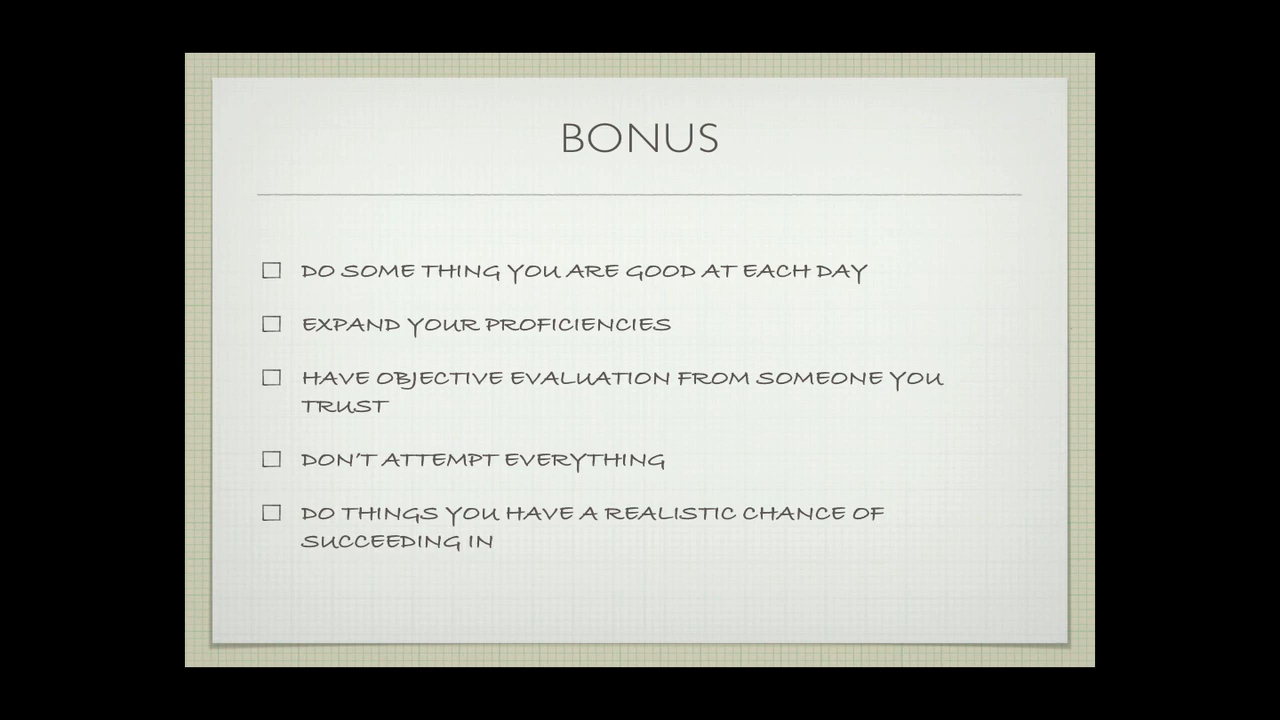 BONUS
DO SOME THING YOU ARE GOOD AT EACH DAY
EXPAND YOUR PROFICIENCIES
HAVE OBJECTIVE EVALUATION FROM SOMEONE YOU
TRUST
DON'T ATTEMPT EVERYTHING
DO THINGS YOU HAVE A REALISTIC CHANCE OF
SUCCEEDING IN